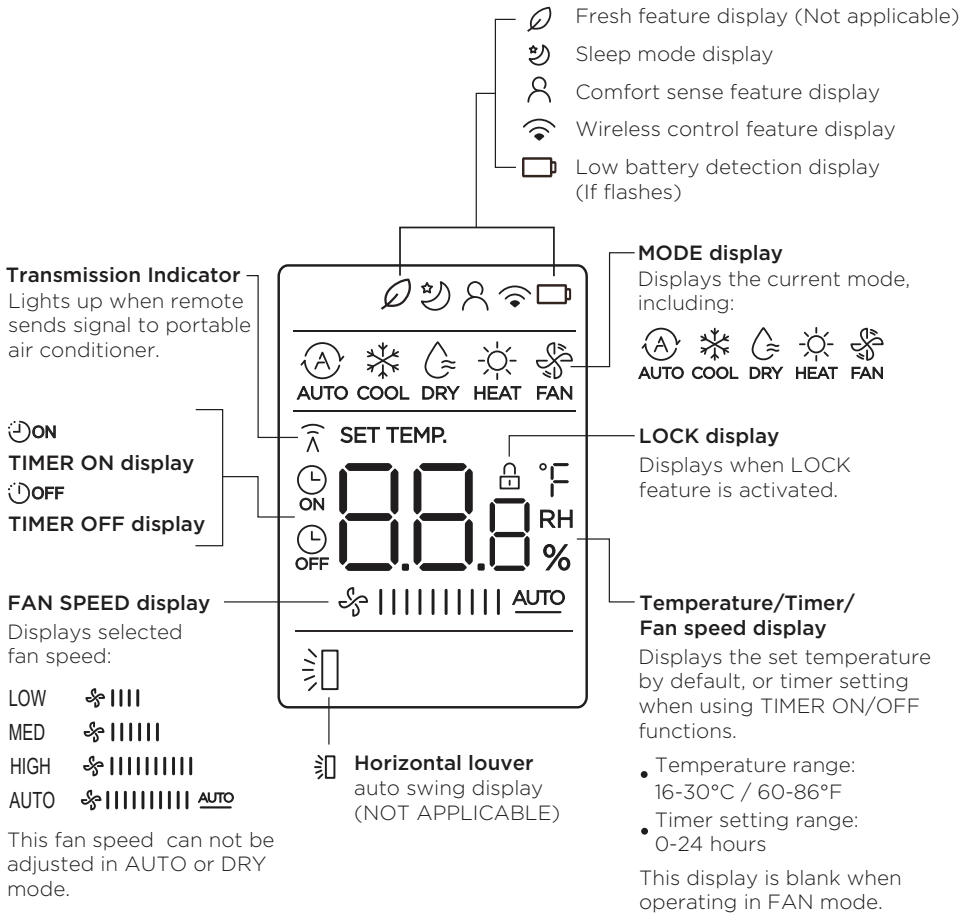 Fresh feature display (Not applicable)
Sleep mode display
Comfort sense feature display
Wireless control feature display
Low battery detection display
(If flashes)
Transmission Indicator
Lights up when remote
sends signal to portable
air conditioner.
ON
TIMER ON display
OFF
TIMER OFF display
FAN SPEED display
Displays selected
fan speed:
LOW
MED
HIGH
AUTO AUTO
This fan speed can not be
adjusted in AUTO or DRY
mode.
A
AUTO COOL DRY HEAT FAN
SET TEMP.
ON
OFF
88.8
°F
RH
%
AUTO
Horizontal louver
auto swing display
(NOT APPLICABLE)
MODE display
Displays the current mode,
including:
A
AUTO COOL DRY HEAT FAN
LOCK display
Displays when LOCK
feature is activated.
Temperature/Timer/
Fan speed display
Displays the set temperature
by default, or timer setting
when using TIMER ON/OFF
functions.
• Temperature range:
16-30°C / 60-86°F
• Timer setting range:
0-24 hours
This display is blank when
operating in FAN mode.